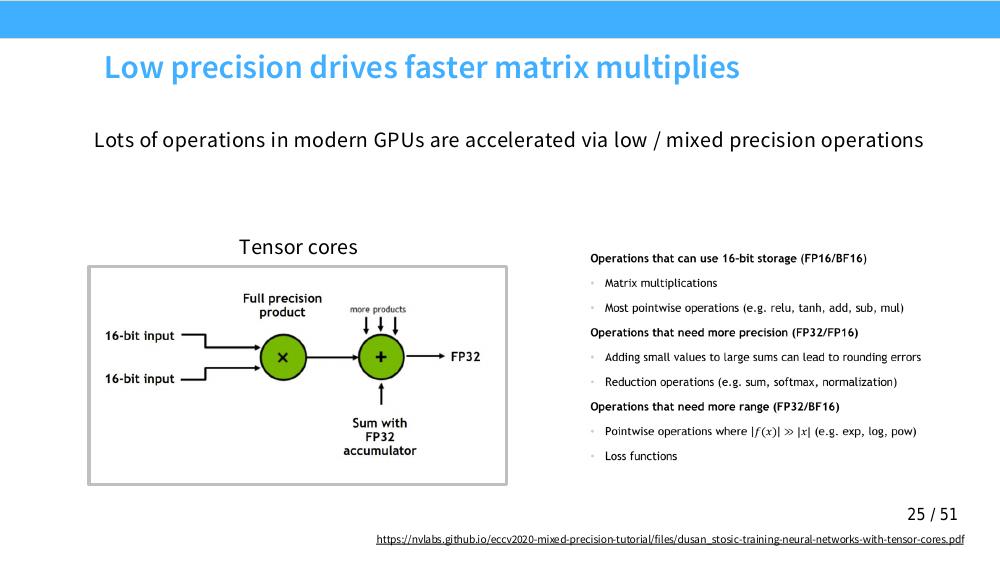 Low precision drives faster matrix multiplies
Lots of operations in modern GPUs are accelerated via low / mixed precision operations
Tensor cores
Full precision
product
more products
16-bit input
16-bit input
×
+
FP32
Sum with
FP32
accumulator
Operations that can use 16-bit storage (FP16/BF16)
• Matrix multiplications
• Most pointwise operations (e.g. relu, tanh, add, sub, mul)
Operations that need more precision (FP32/FP16)
• Adding small values to large sums can lead to rounding errors
• Reduction operations (e.g. sum, softmax, normalization)
Operations that need more range (FP32/BF16)
• Pointwise operations where |f(x)| ≫ |x| (e.g. exp, log, pow)
• Loss functions
25 / 51
https://nvlabs.github.io/eccv2020-mixed-precision-tutorial/files/dusan_stosic-training-neural-networks-with-tensor-cores.pdf